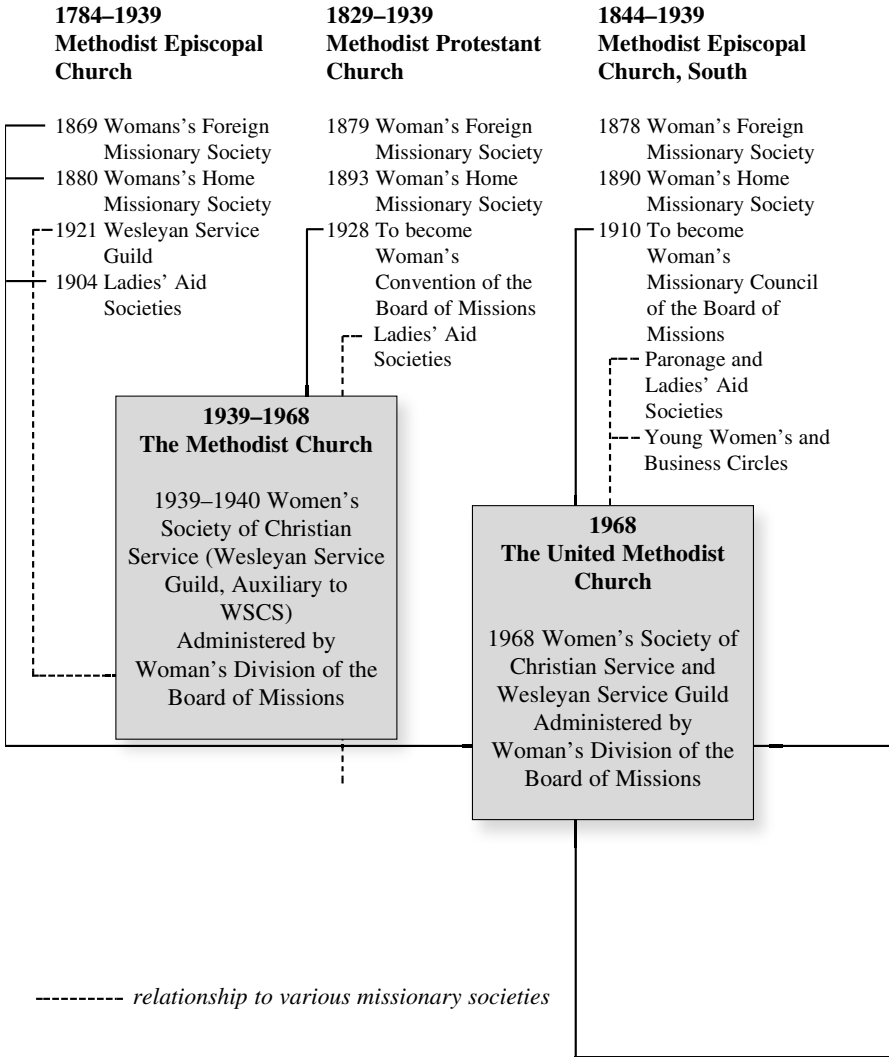 1784–1939
Methodist Episcopal
Church
1869 Womans's Foreign
Missionary Society
1880 Womans's Home
Missionary Society
1921 Wesleyan Service
Guild
1904 Ladies' Aid
Societies
1829–1939
Methodist Protestant
Church
1879 Woman's Foreign
Missionary Society
1893 Woman's Home
Missionary Society
1928 To become
Woman's
Convention of the
Board of Missions
Ladies' Aid
Societies
1844–1939
Methodist Episcopal
Church, South
1878 Woman's Foreign
Missionary Society
1890 Woman's Home
Missionary Society
1910 To become
Woman's
Missionary Council
of the Board of
Missions
Paronage and
Ladies' Aid
Societies
Young Women's and
Business Circles
1939–1968
The Methodist Church
1939–1940 Women's
Society of Christian
Service (Wesleyan Service
Guild, Auxiliary to
WSCS)
Administered by
Woman's Division of the
Board of Missions
1968
The United Methodist
Church
1968 Women's Society of
Christian Service and
Wesleyan Service Guild
Administered by
Woman's Division of the
Board of Missions
relationship to various missionary societies